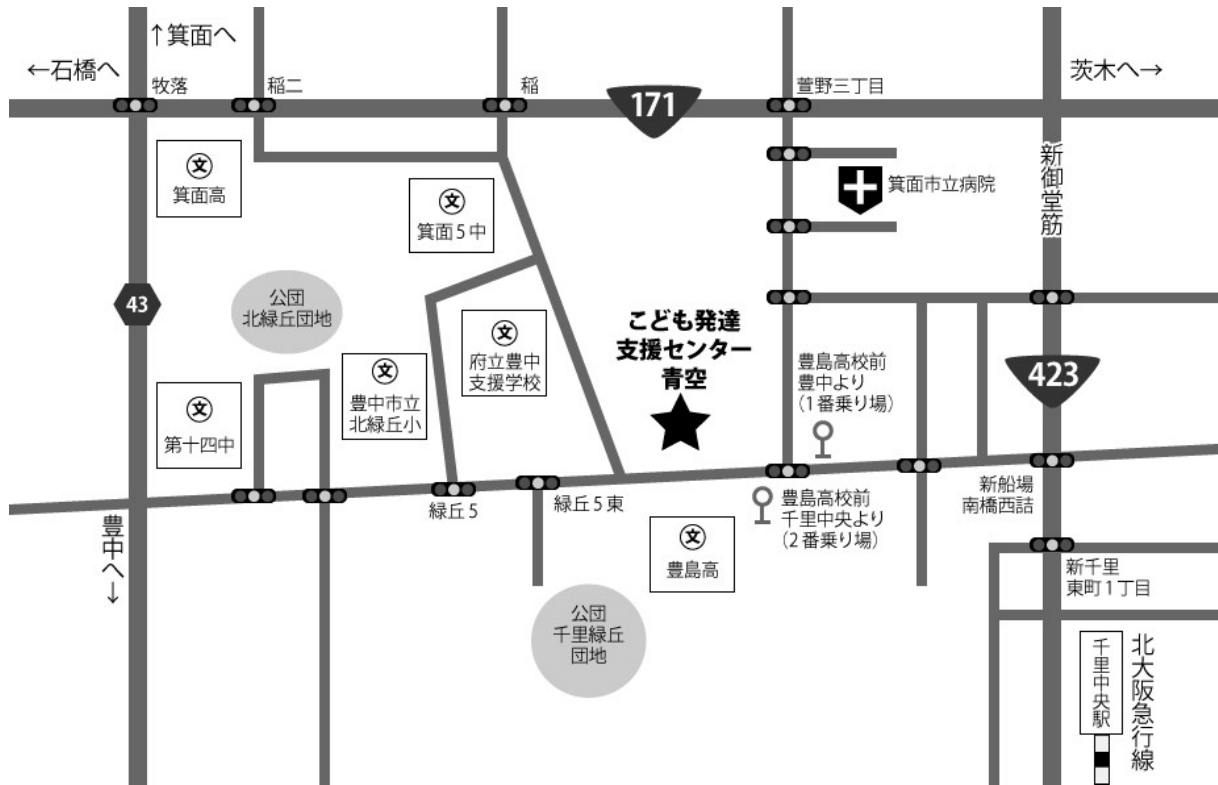 ↑箕面へ
←石橋へ
茨木へ→
牧落
稲二
稲
171
萱野三丁目
文
箕面高
文
箕面5中
箕面市立病院
新御堂筋
43
公団
北緑丘団地
文
府立豊中
支援学校
こども発達
支援センター
青空
豊島高校前
豊中より
(1番乗り場)
423
文
豊中市立
北緑丘小
文
第十四中
緑丘5
緑丘5東
豊島高校前
千里中央より
(2番乗り場)
新船場
南橋西詰
豊中へ↓
文
豊島高
新千里
東町1丁目
公団
千里緑丘
団地
千里中央駅
北大阪急行線